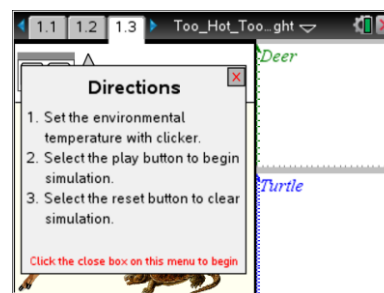 1.1 1.2 1.3 Too_Hot_Too...ght
Directions
1. Set the environmental
temperature with clicker.
2. Select the play button to begin
simulation.
3. Select the reset button to clear
simulation.
Click the close box on this menu to begin
Deer
Turtle